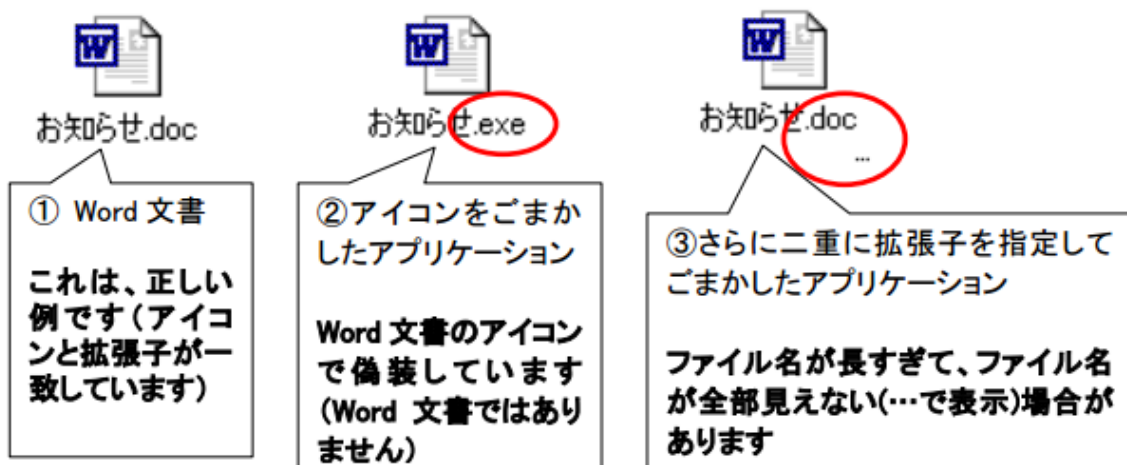 お知らせ.doc
お知らせ.exe
お知らせ.doc
...
① Word 文書
これは、正しい
例です(アイコ
ンと拡張子が一
致しています)
②アイコンをごまか
したアプリケーション
Word 文書のアイコン
で偽装しています
(Word 文書ではあり
ません)
③さらに二重に拡張子を指定して
ごまかしたアプリケーション
ファイル名が長すぎて、ファイル名
が全部見えない(…で表示)場合が
あります